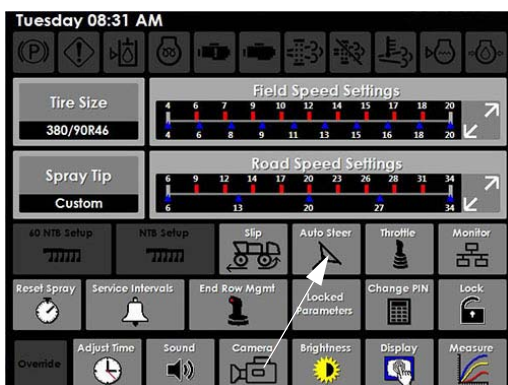 Tuesday 08:31 AM
(P)
Tire Size
380/90R46
Field Speed Settings
4 6 7 9 10 12 14 15 17 18 20
4 6 8 9 11 13 15 16 18 20
Spray Tip
Custom
Road Speed Settings
6 9 12 14 17 20 23 26 28 31 34
6 13 20 27 34
60 NTB Setup
NTB Setup
Slip
Auto Steer
Throttle
Monitor
Reset Spray
Service Intervals
End Row Mgmt
Locked
Parameters
Change PIN
Lock
Override
Adjust Time
Sound
Camera
Brightness
Display
Measure